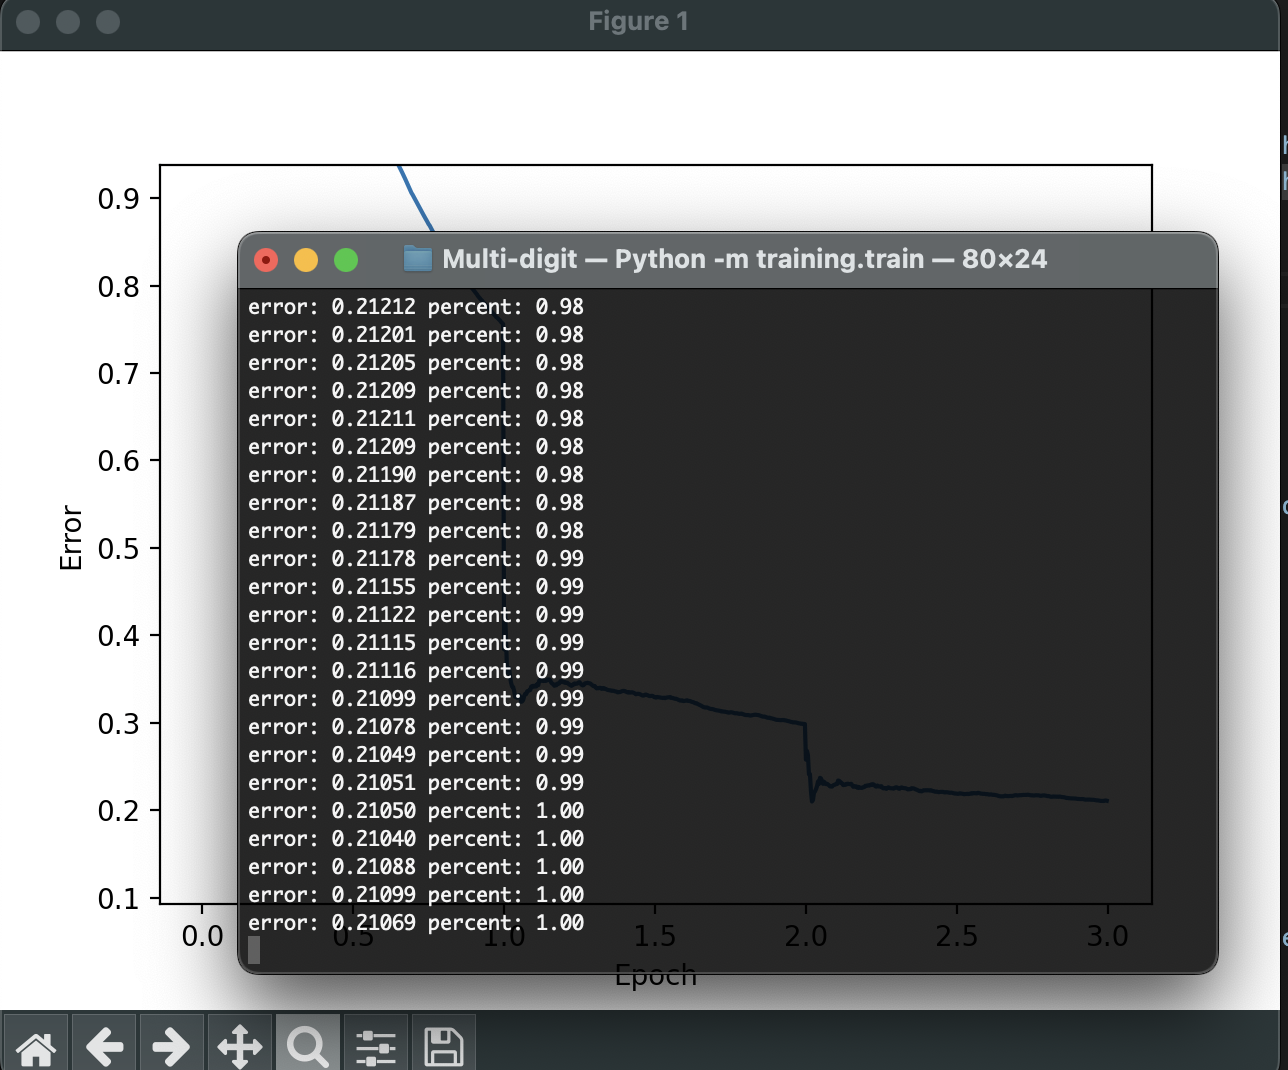 Figure 1
0.9
0.8
0.7
0.6
0.5
0.4
0.3
0.2
0.1
Error
Multi-digit — Python -m training.train — 80×24
error: 0.21212 percent: 0.98
error: 0.21201 percent: 0.98
error: 0.21205 percent: 0.98
error: 0.21209 percent: 0.98
error: 0.21211 percent: 0.98
error: 0.21209 percent: 0.98
error: 0.21190 percent: 0.98
error: 0.21187 percent: 0.98
error: 0.21179 percent: 0.98
error: 0.21178 percent: 0.99
error: 0.21155 percent: 0.99
error: 0.21122 percent: 0.99
error: 0.21115 percent: 0.99
error: 0.21116 percent: 0.99
error: 0.21099 percent: 0.99
error: 0.21078 percent: 0.99
error: 0.21049 percent: 0.99
error: 0.21051 percent: 0.99
error: 0.21050 percent: 1.00
error: 0.21040 percent: 1.00
error: 0.21088 percent: 1.00
error: 0.21099 percent: 1.00
error: 0.21069 percent: 1.00
0.0 0.5 1.0 1.5 2.0 2.5 3.0
Epoch